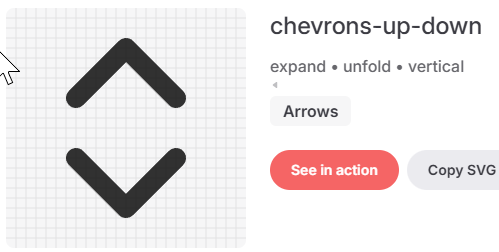 chevrons-up-down
expand • unfold • vertical
Arrows
See in action
Copy SVG